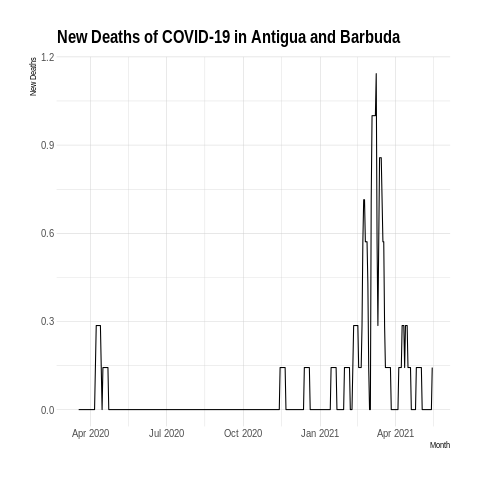 New Deaths of COVID-19 in Antigua and Barbuda
New Deaths
1.2
0.9
0.6
0.3
0.0
Apr 2020 Jul 2020 Oct 2020 Jan 2021 Apr 2021
Month